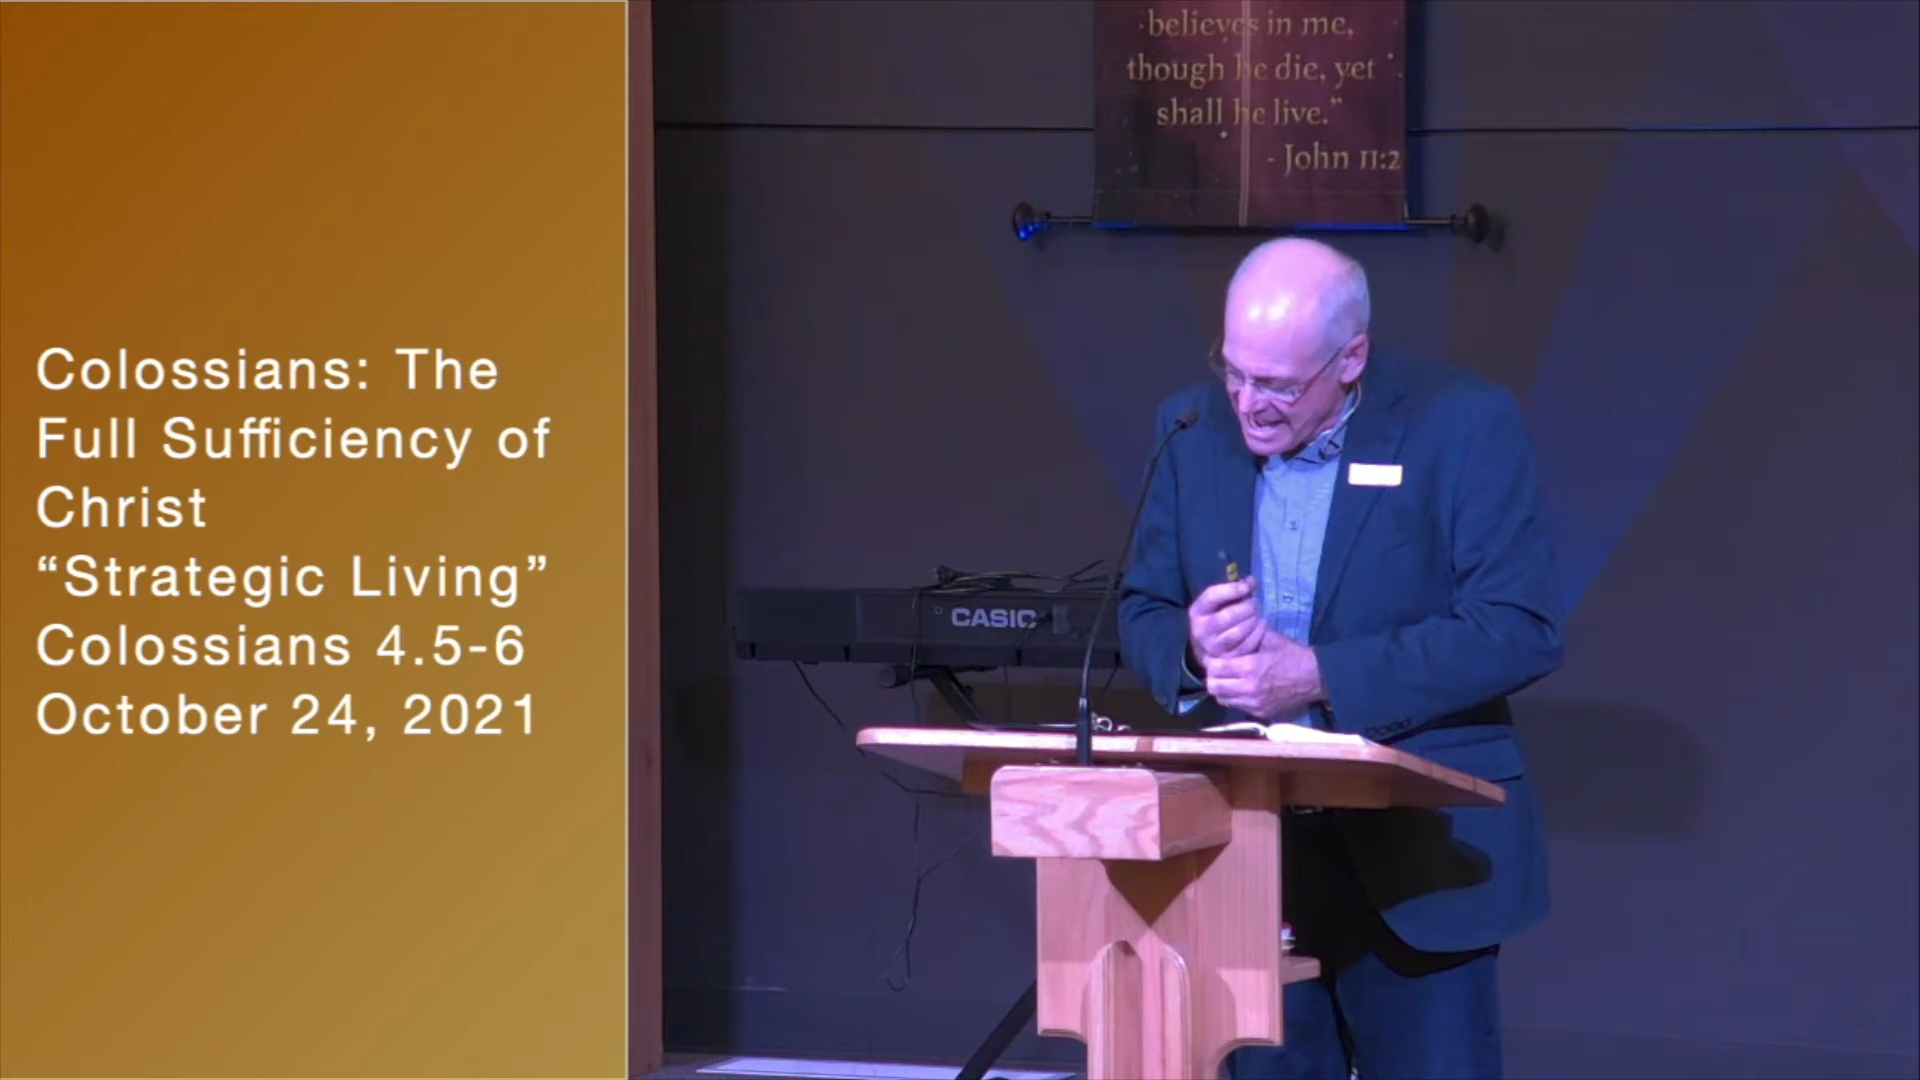 Colossians: The
Full Sufficiency of
Christ
“Strategic Living”
Colossians 4.5-6
October 24, 2021
believes in me,
though he die, yet
shall he live.”
- John 11:2
CASIO